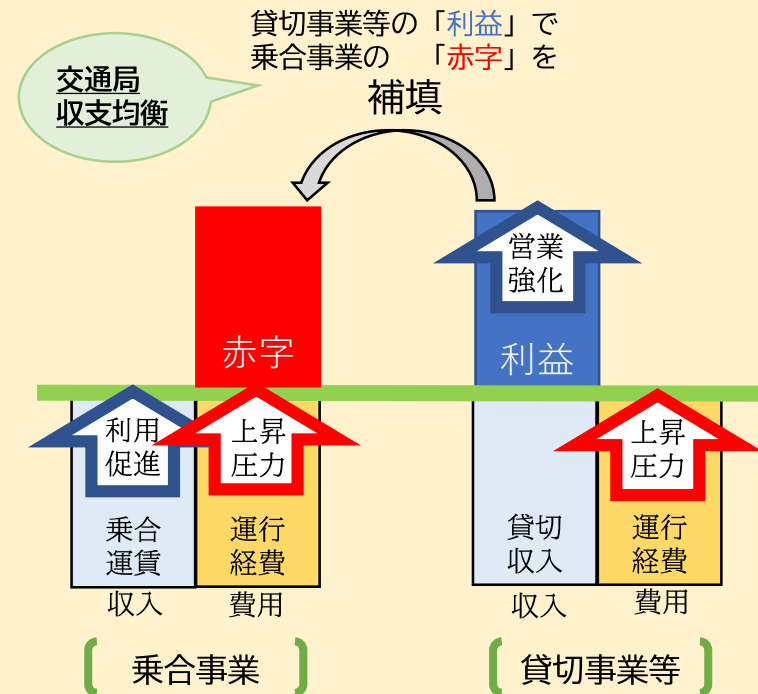 貸切事業等の「利益」で
乗合事業の　「赤字」を
補填
交通局
収支均衡
赤字
利用
促進
上昇
圧力
乗合
運賃
運行
経費
収入
費用
乗合事業
営業
強化
利益
上昇
圧力
貸切
収入
運行
経費
収入
費用
貸切事業等